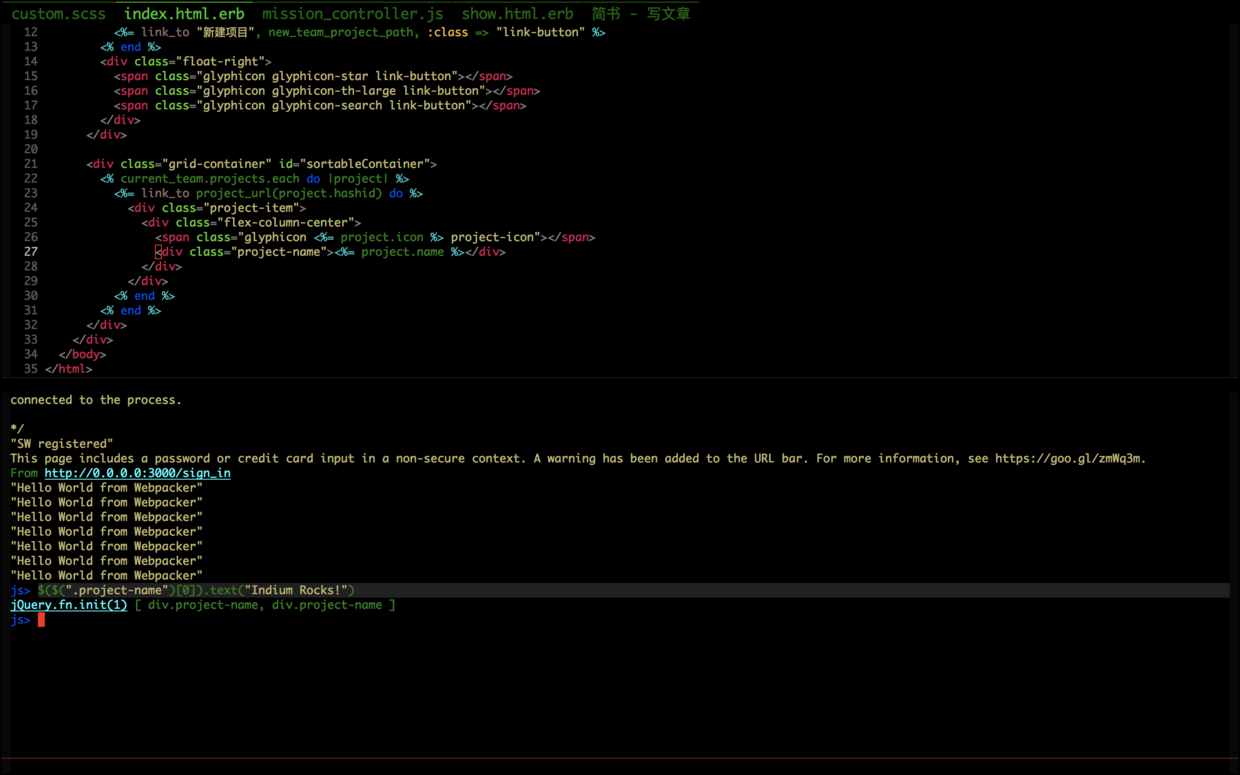 custom.scss index.html.erb mission_controller.js show.html.erb 简书 - 写文章
12 <%= link_to "新建项目", new_team_project_path, :class => "link-button" %>
13 <% end %>
14 <div class="float-right">
15 <span class="glyphicon glyphicon-star link-button"></span>
16 <span class="glyphicon glyphicon-th-large link-button"></span>
17 <span class="glyphicon glyphicon-search link-button"></span>
18 </div>
19 </div>
20
21 <div class="grid-container" id="sortableContainer">
22 <% current_team.projects.each do |project| %>
23 <%= link_to project_url(project.hashid) do %>
24 <div class="project-item">
25 <div class="flex-column-center">
26 <span class="glyphicon <%= project.icon %> project-icon"></span>
27 <div class="project-name"><%= project.name %></div>
28 </div>
29 </div>
30 <% end %>
31 <% end %>
32 </div>
33 </div>
34 </body>
35 </html>
connected to the process.
*/
"SW registered"
This page includes a password or credit card input in a non-secure context. A warning has been added to the URL bar. For more information, see https://goo.gl/zmWq3m.
From http://0.0.0.0:3000/sign_in
"Hello World from Webpacker"
"Hello World from Webpacker"
"Hello World from Webpacker"
"Hello World from Webpacker"
"Hello World from Webpacker"
"Hello World from Webpacker"
"Hello World from Webpacker"
js> $($(".project-name")[0]).text("Indium Rocks!")
jQuery.fn.init(1) [ div.project-name, div.project-name ]
js>